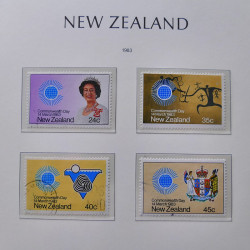 NEW ZEALAND
1983
Commonwealth Day
14 March 1983
24c
New Zealand
Commonwealth Day
14 March 1983
35c
New Zealand
Commonwealth Day
14 March 1983
40c
New Zealand
Commonwealth Day
14 March 1983
45c
New Zealand